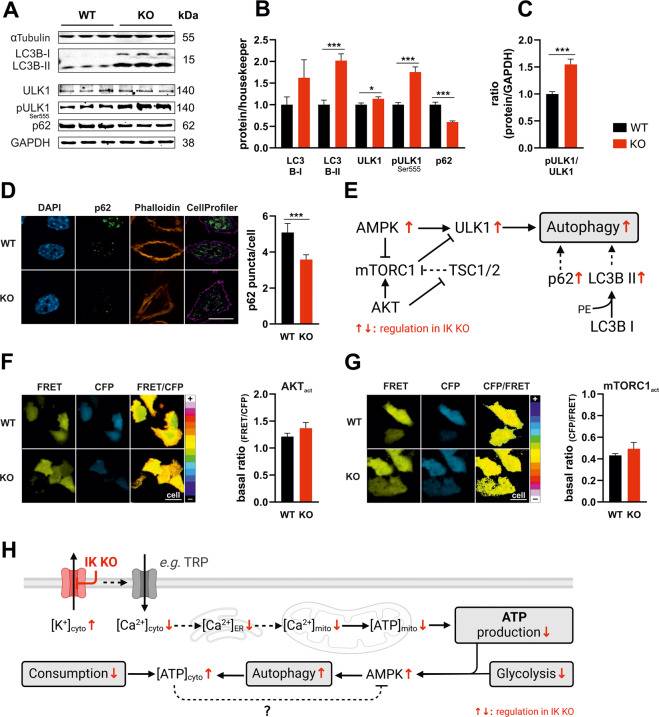 A
WT KO kDa
αTubulin 55
LC3B-I
LC3B-II 15
ULK1 140
pULK1 140
Ser555
p62 62
GAPDH 38
B
protein/housekeeper
2.5
2.0
1.5
1.0
0.5
0.0
*** * *** ***
LC3 B-I
LC3 B-II
ULK1
pULK1 Ser555
p62
C
ratio
(protein/GAPDH)
2.0
1.5
1.0
0.5
0.0
***
pULK1/
ULK1
WT
KO
D
DAPI p62 Phalloidin CellProfiler
WT
KO
p62 puncta/cell
6
4
2
0
***
WT KO
E
AMPK ↑ ULK1 ↑ Autophagy ↑
mTORC1 TSC1/2
p62↑ LC3B II ↑
AKT
PE
LC3B I
↑↓: regulation in IK KO
F
FRET CFP FRET/CFP
WT
KO
+
−
cell
AKTact
basal ratio (FRET/CFP)
2.0
1.5
1.0
0.5
0.0
WT KO
G
FRET CFP CFP/FRET
WT
KO
+
−
cell
mTORC1act
basal ratio (CFP/FRET)
1.0
0.8
0.6
0.4
0.2
0.0
WT KO
H
IK KO
e.g. TRP
[K+]cyto ↑ [Ca2+]cyto ↓ [Ca2+]ER ↓ [Ca2+]mito ↓ [ATP]mito ↓
ATP
production↓
Consumption↓ [ATP]cyto ↑ Autophagy ↑ AMPK ↑ Glycolysis↓
?
↑↓: regulation in IK KO